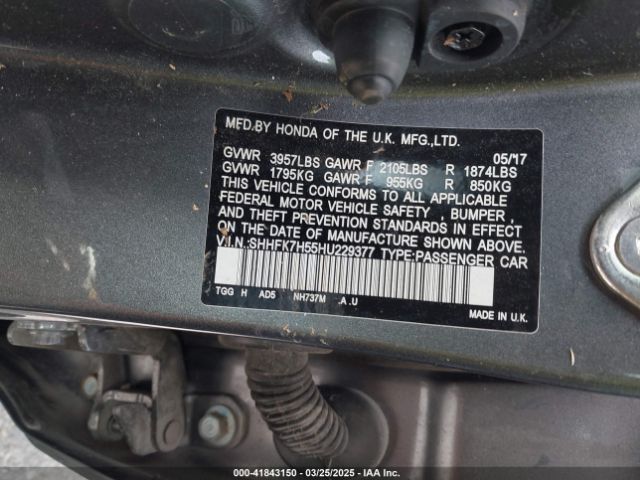 MFD.BY HONDA OF THE U.K. MFG.,LTD. 05/17
GVWR 3957LBS GAWR F 2105LBS R 1874LBS
GVWR 1795KG GAWR F 955KG R 850KG
THIS VEHICLE CONFORMS TO ALL APPLICABLE
FEDERAL MOTOR VEHICLE SAFETY , BUMPER ,
AND THEFT PREVENTION STANDARDS IN EFFECT
ON THE DATE OF MANUFACTURE SHOWN ABOVE.
V.I.N.:SHHFK7H55HU229377 TYPE:PASSENGER CAR
TGG H AD5 NH737M .A .U
MADE IN U.K.
000-41843150 | 03/25/2025 | IAA Inc.